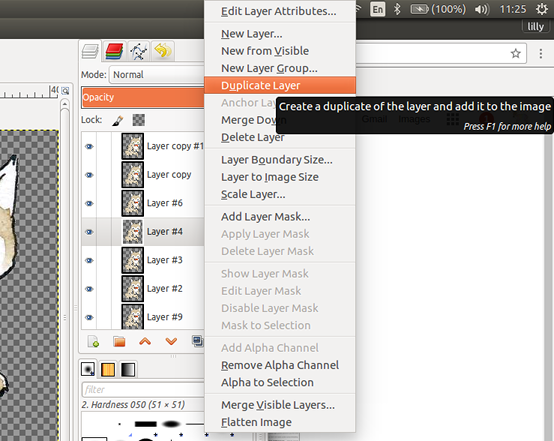 Edit Layer Attributes...
En
(100%)
11:25
lilly
New Layer...
New from Visible
New Layer Group...
Mode: Normal
Duplicate Layer
Opacity
Create a duplicate of the layer and add it to the image
Press F1 for more help
Lock:
Merge Down
Delete Layer
Layer copy #1
Layer copy
Layer #6
Layer #4
Layer #3
Layer #2
Layer #9
Layer Boundary Size...
Layer to Image Size
Scale Layer...
Add Layer Mask...
Apply Layer Mask
Delete Layer Mask
Show Layer Mask
Edit Layer Mask
Disable Layer Mask
Mask to Selection
Add Alpha Channel
Remove Alpha Channel
Alpha to Selection
Merge Visible Layers...
Flatten Image
filter
2. Hardness 050 (51 × 51)